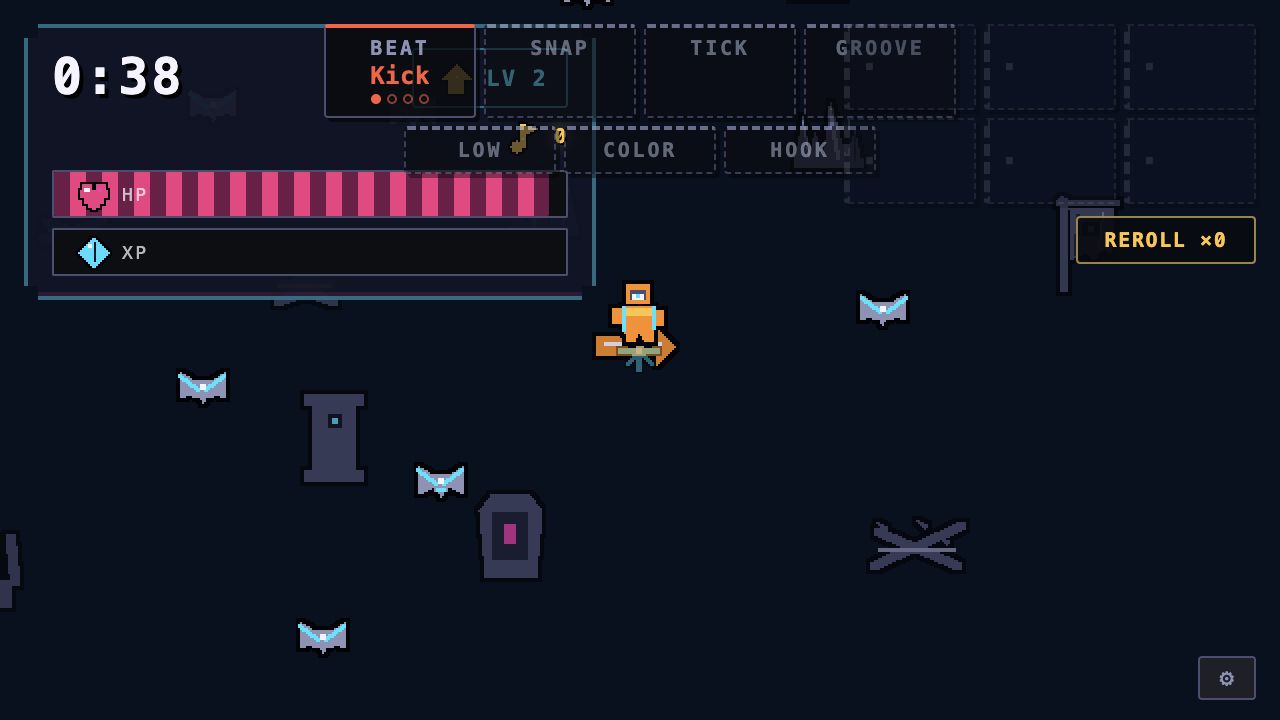 0:38
BEAT
Kick
SNAP
TICK
GROOVE
LV 2
0
LOW
COLOR
HOOK
HP
XP
REROLL ×0